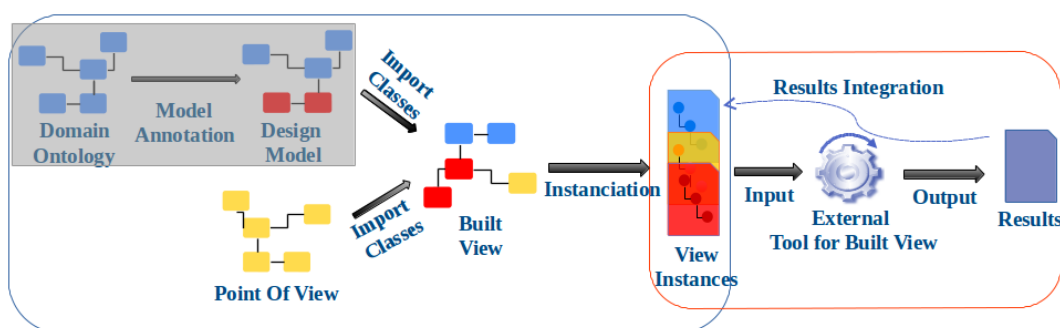 Domain
Ontology
Model
Annotation
Design
Model
Import
Classes
Import
Classes
Point Of View
Built
View
Instanciation
View
Instances
Results Integration
Input
External
Tool for Built View
Output
Results